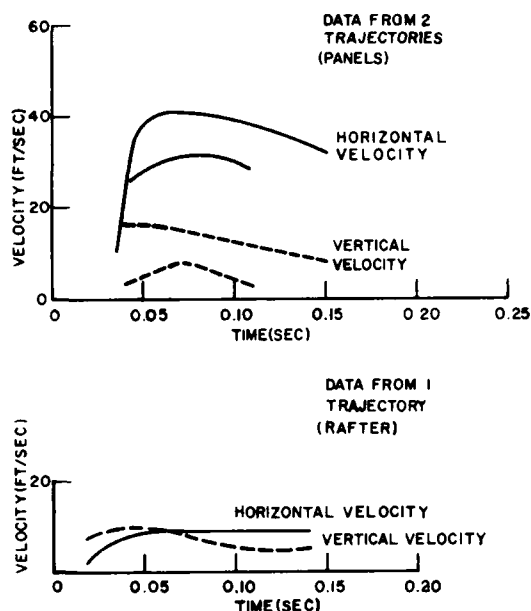 DATA FROM 2
TRAJECTORIES
(PANELS)
60
40
20
0
VELOCITY (FT/SEC)
HORIZONTAL
VELOCITY
VERTICAL
VELOCITY
0.05
0.10
0.15
0.20
0.25
TIME(SEC)
DATA FROM 1
TRAJECTORY
(RAFTER)
VELOCITY(FT/SEC)
20
HORIZONTAL VELOCITY
VERTICAL VELOCITY
0
0.05
0.10
0.15
0.20
TIME(SEC)